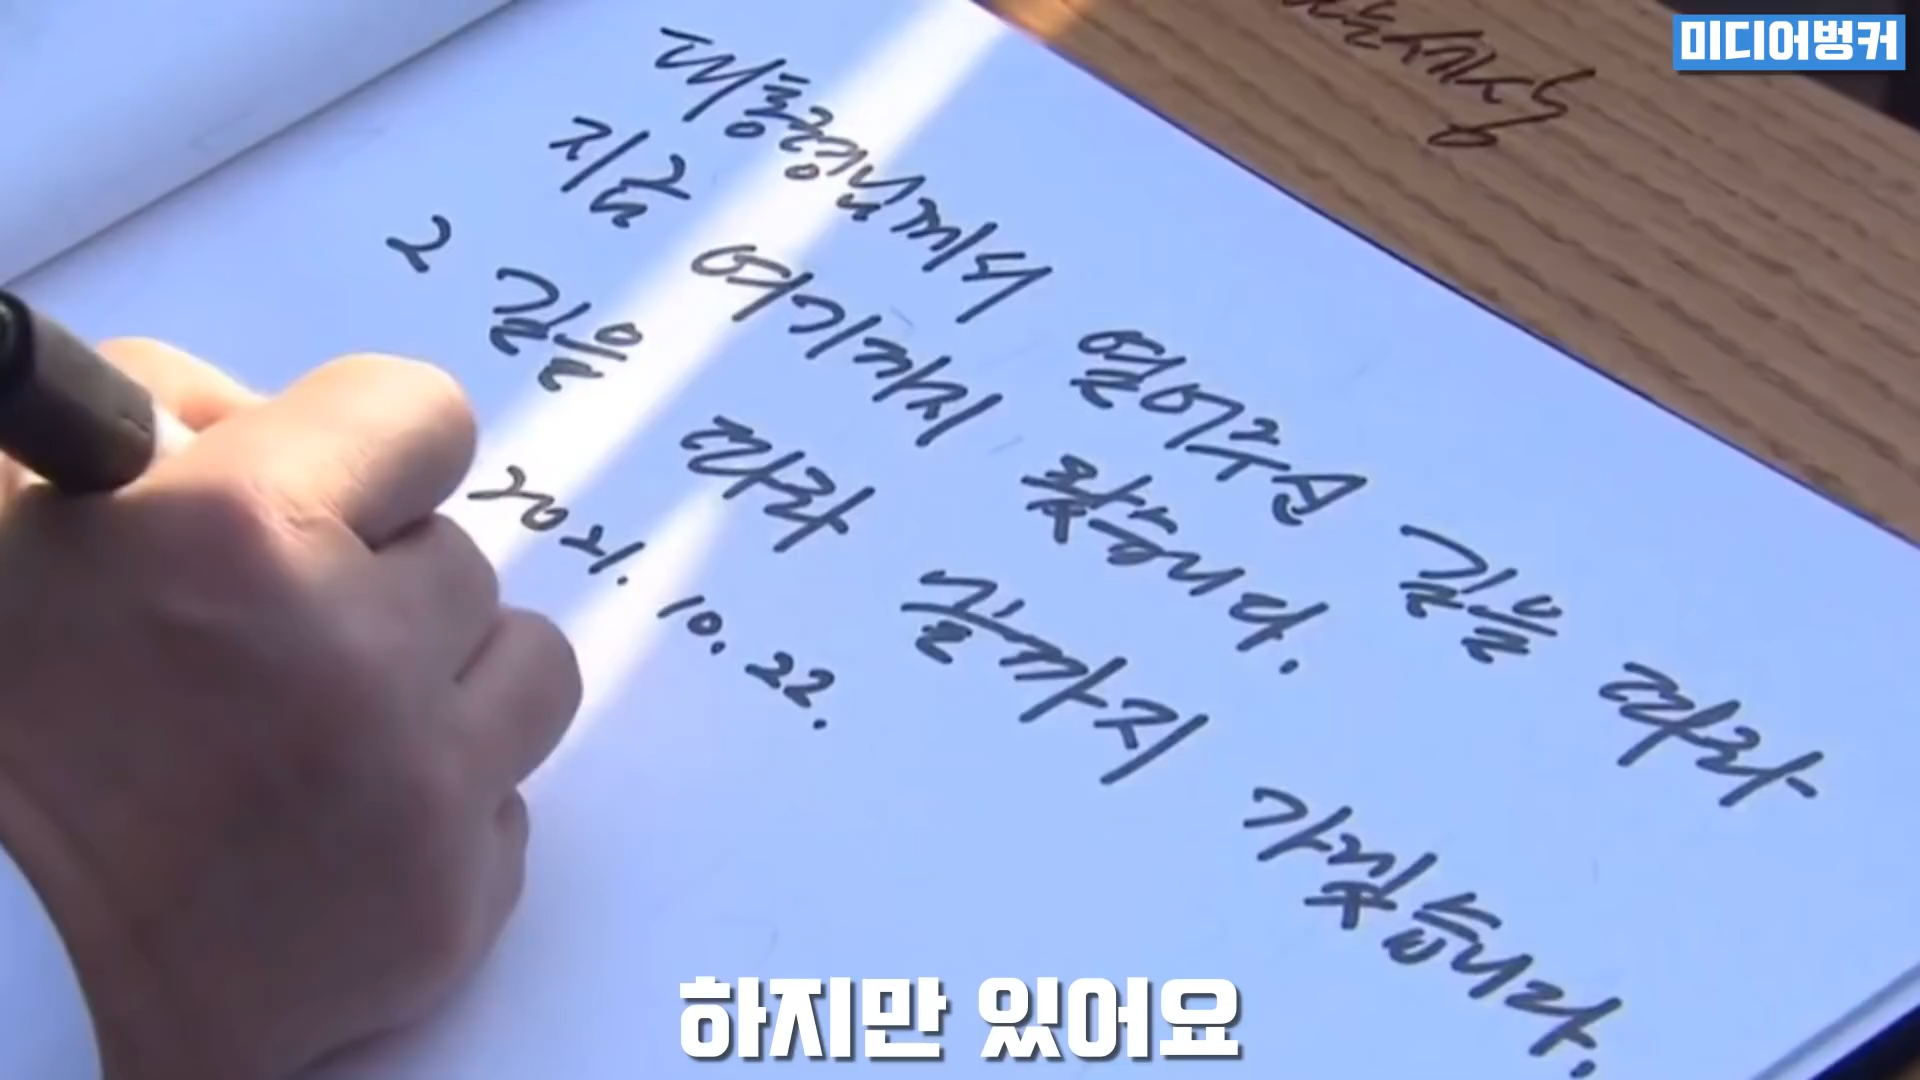 미디어벙커
대통령님께서 열어주신 길을 따라
지금 여기까지 왔습니다.
그 길을 따라 끝까지 가겠습니다.
2021. 10. 22.
하지만 있어요